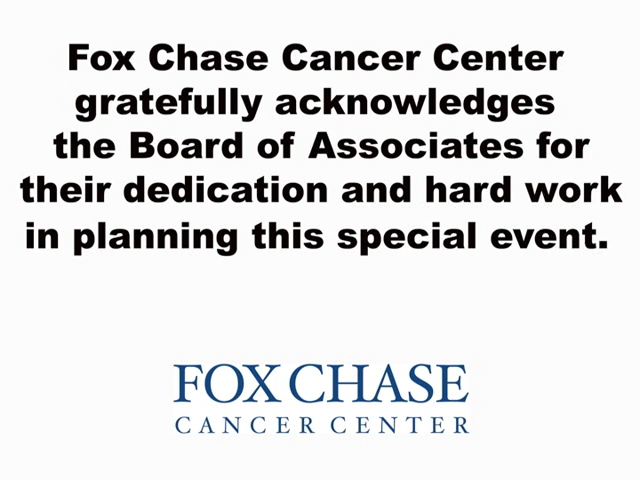 Fox Chase Cancer Center
gratefully acknowledges
the Board of Associates for
their dedication and hard work
in planning this special event.
FOX CHASE
CANCER CENTER